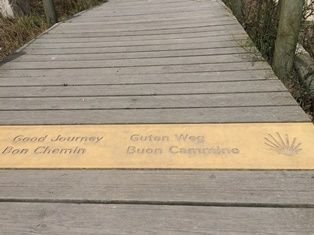 Good Journey Guten Weg
Bon Chemin Buon Cammino